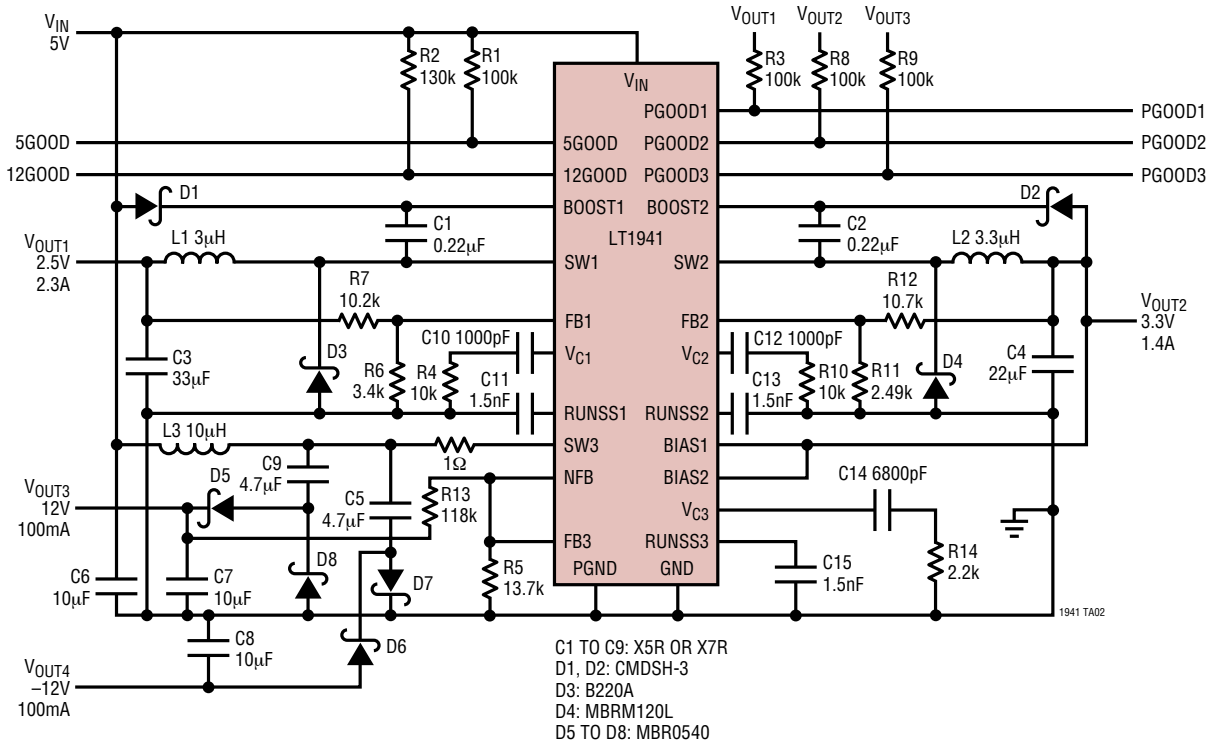 VIN
5V
R2
130k
R1
100k
VOUT1
VOUT2
VOUT3
R3
100k
R8
100k
R9
100k
VIN
PGOOD1
PGOOD1
5GOOD
5GOOD
PGOOD2
PGOOD2
12GOOD
12GOOD
PGOOD3
PGOOD3
D1
BOOST1
BOOST2
D2
C1
0.22µF
LT1941
C2
0.22µF
VOUT1
2.5V
2.3A
L1 3µH
SW1
SW2
L2 3.3µH
R7
10.2k
FB1
FB2
R12
10.7k
VOUT2
3.3V
1.4A
C3
33µF
D3
R6
3.4k
R4
10k
C10 1000pF
VC1
VC2
C12 1000pF
C11
1.5nF
C13
1.5nF
R10
10k
R11
2.49k
D4
C4
22µF
RUNSS1
RUNSS2
L3 10µH
1Ω
SW3
BIAS1
C9
4.7µF
D5
C5
4.7µF
R13
118k
NFB
BIAS2
VOUT3
12V
100mA
C14 6800pF
VC3
FB3
RUNSS3
C6
10µF
C7
10µF
D8
D7
R5
13.7k
PGND
GND
C15
1.5nF
R14
2.2k
1941 TA02
C8
10µF
D6
VOUT4
–12V
100mA
C1 TO C9: X5R OR X7R
D1, D2: CMDSH-3
D3: B220A
D4: MBRM120L
D5 TO D8: MBR0540